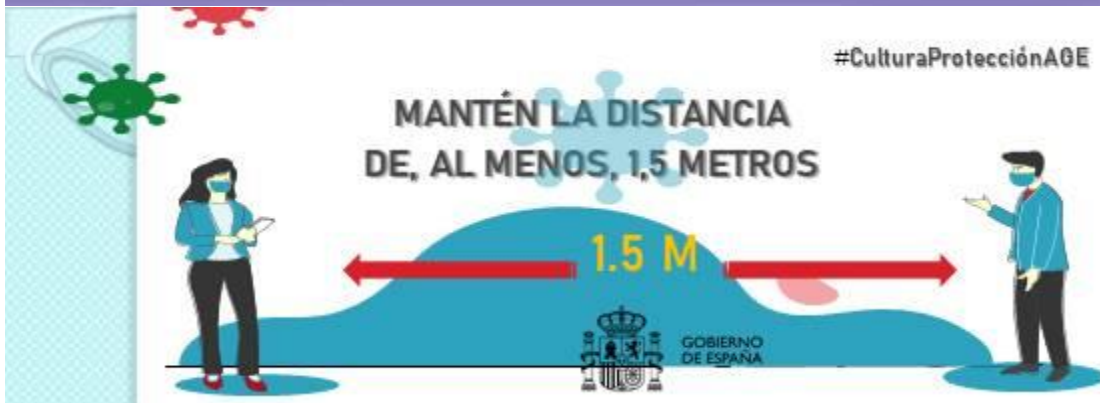 #CulturaProtecciónAGE
MANTÉN LA DISTANCIA
DE, AL MENOS, 1,5 METROS
1.5 M
GOBIERNO
DE ESPAÑA